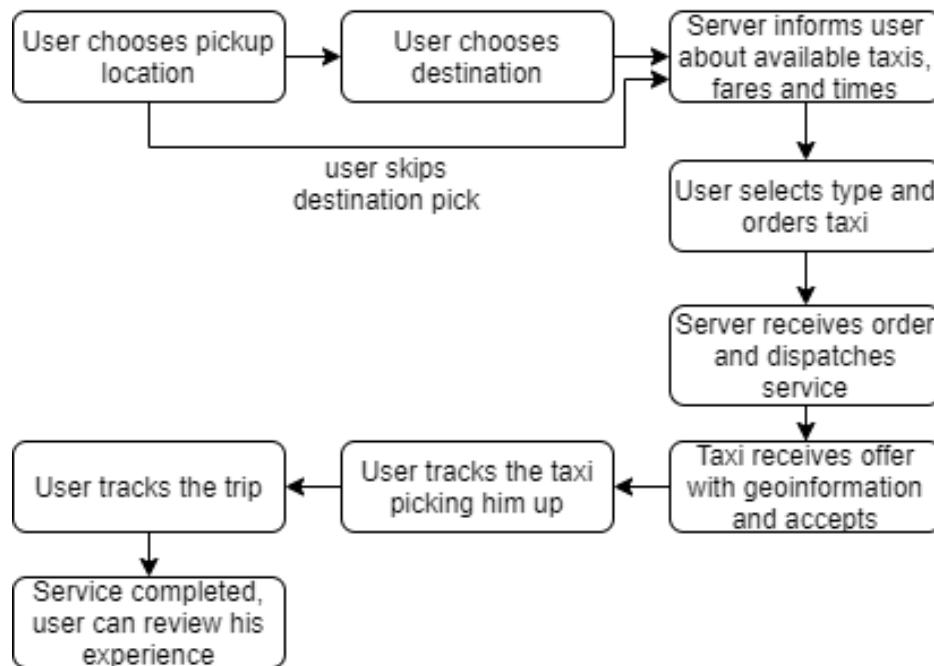 User chooses pickup
location
User chooses
destination
Server informs user
about available taxis,
fares and times
user skips
destination pick
User selects type and
orders taxi
Server receives order
and dispatches
service
Taxi receives offer
with geoinformation
and accepts
User tracks the taxi
picking him up
User tracks the trip
Service completed,
user can review his
experience